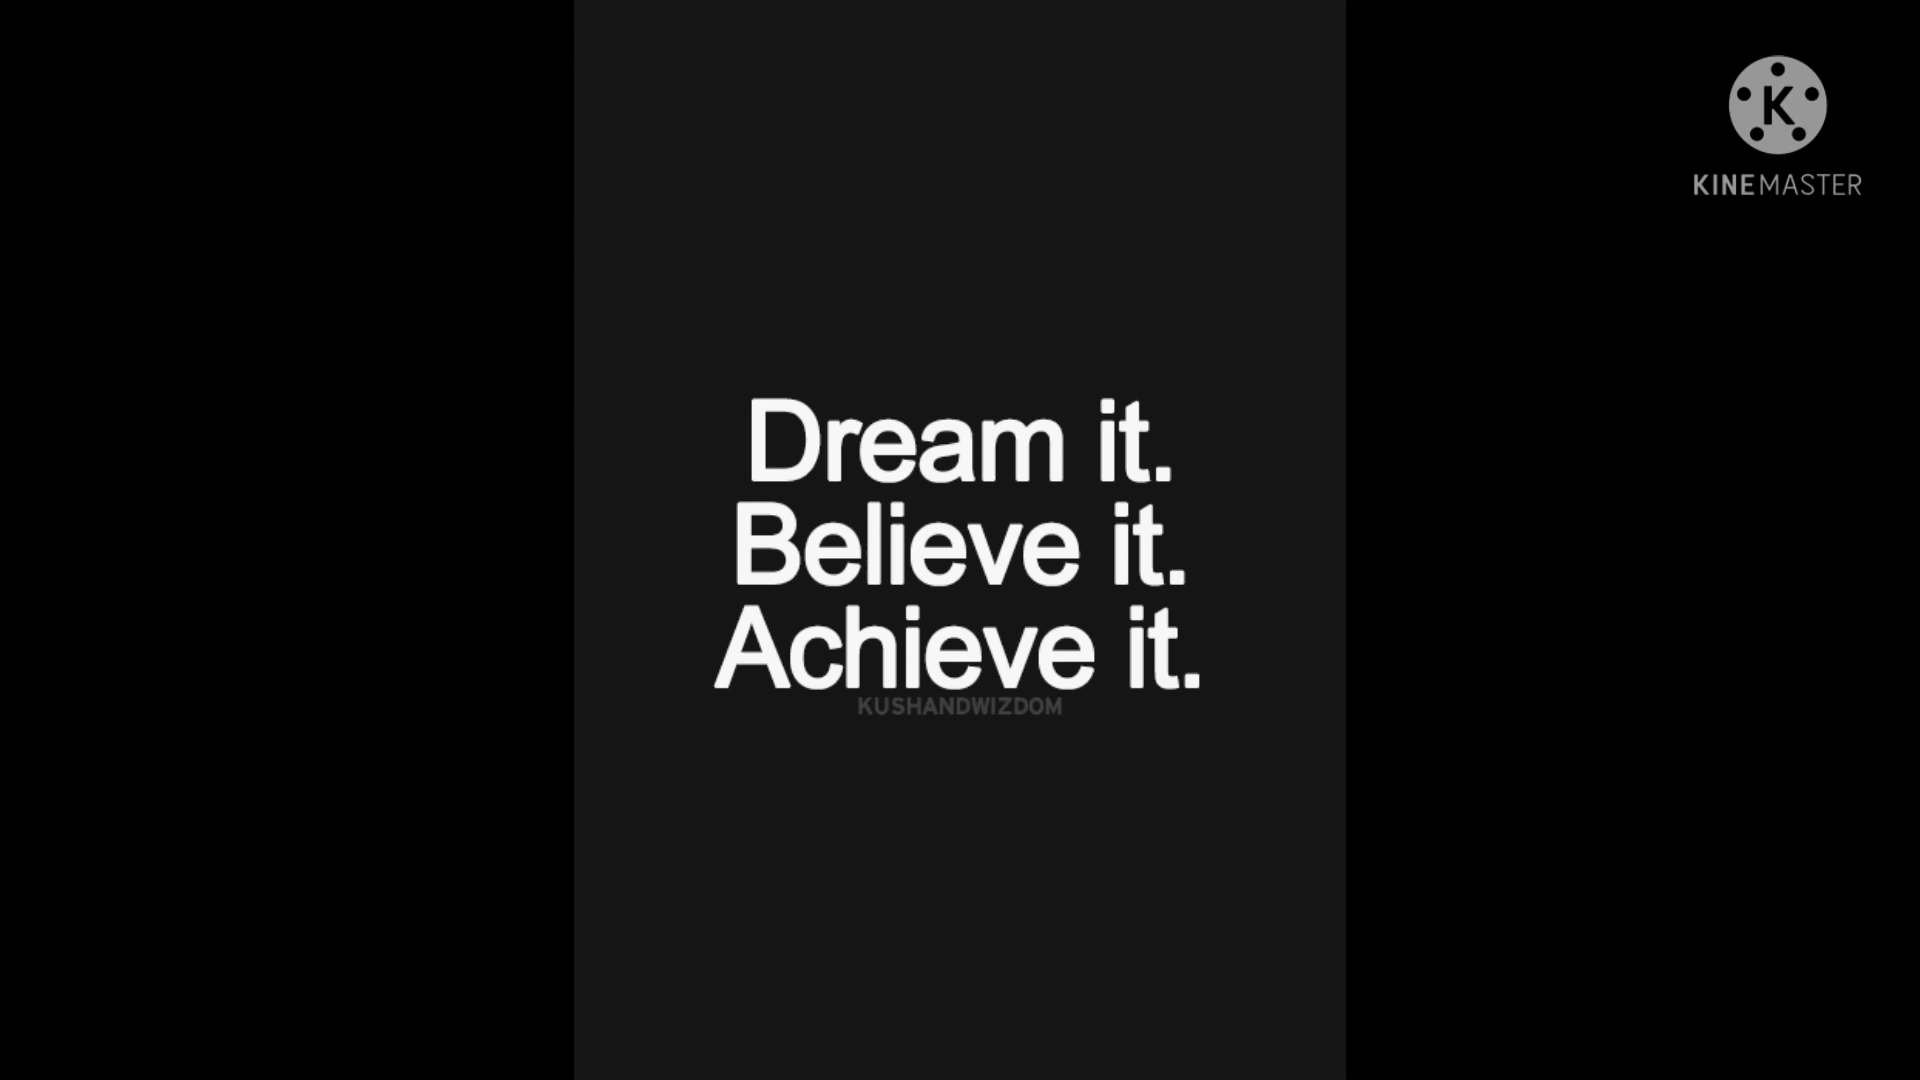 K
KINEMASTER
Dream it.
Believe it.
Achieve it.
KUSHANDWIZDOM